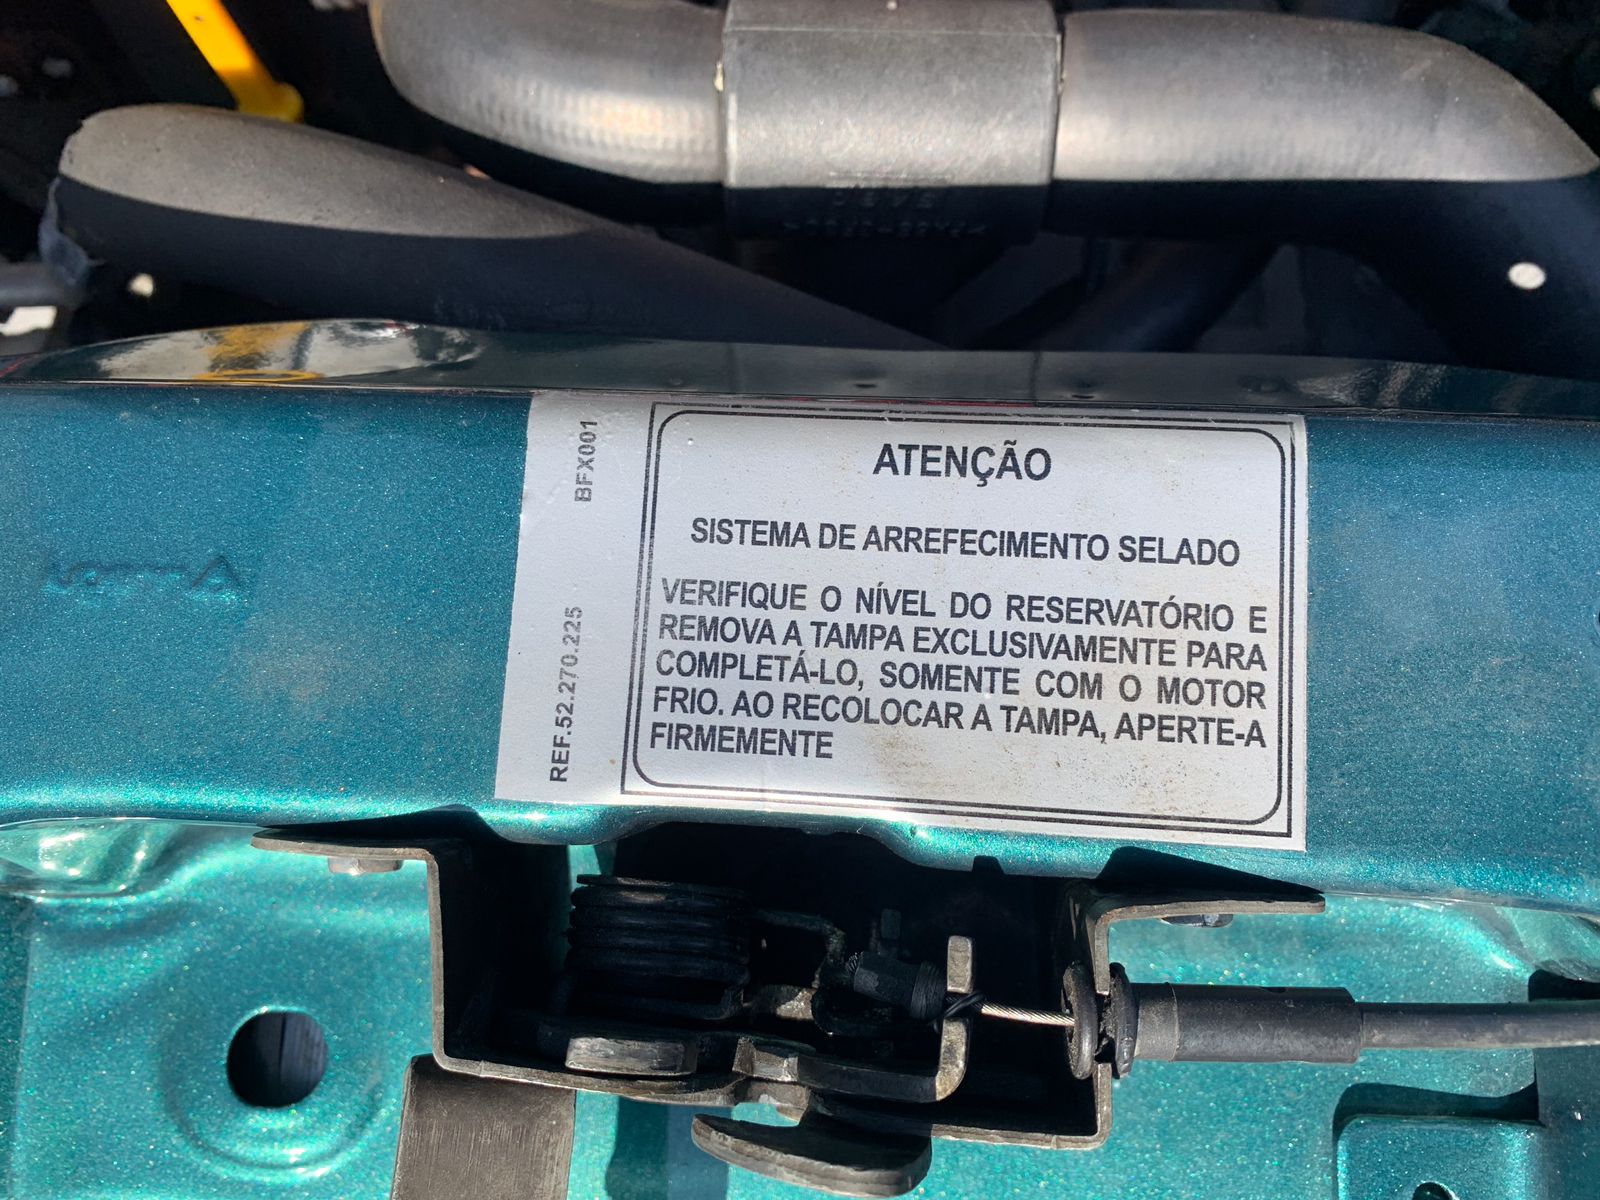 BFX001
REF.52.270.225
ATENÇÃO
SISTEMA DE ARREFECIMENTO SELADO
VERIFIQUE O NÍVEL DO RESERVATÓRIO E
REMOVA A TAMPA EXCLUSIVAMENTE PARA
COMPLETÁ-LO, SOMENTE COM O MOTOR
FRIO. AO RECOLOCAR A TAMPA, APERTE-A
FIRMEMENTE